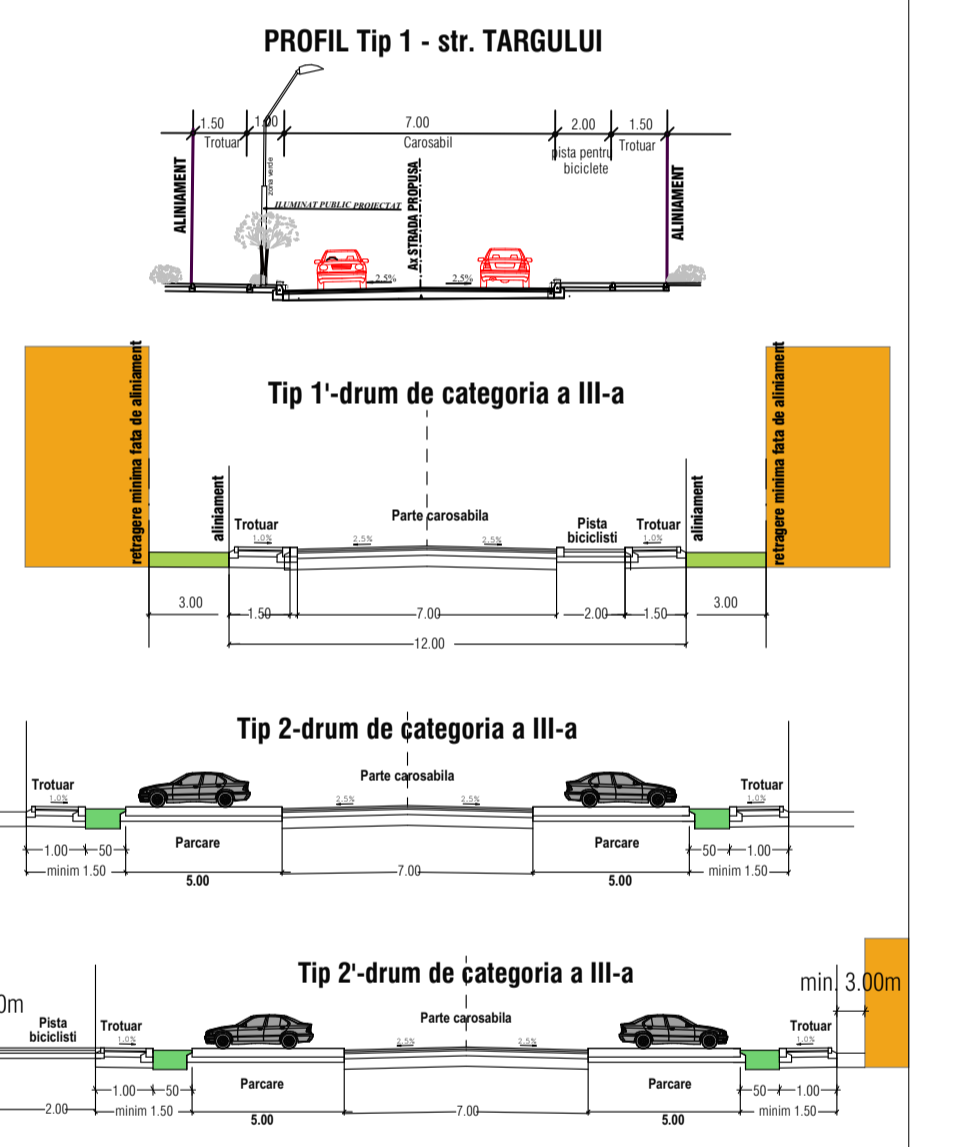 PROFIL Tip 1 - str. TARGULUI
1.50 1.00 7.00 2.00 1.50
Trotuar Carosabil pista pentru Trotuar
biciclete
ALINIAMENT
zona verde
ILUMINAT PUBLIC PROIECTAT
Ax STRADA PROPUSA
ALINIAMENT
2.5% 2.5%
Tip 1'-drum de categoria a III-a
retragere minima fata de aliniament
aliniament
Trotuar
1.0%
Parte carosabila
2.5% 2.5%
Pista
biciclisti
Trotuar
1.0%
aliniament
retragere minima fata de aliniament
3.00 1.50 7.00 2.00 1.50 3.00
12.00
Tip 2-drum de categoria a III-a
Trotuar Parte carosabila Trotuar
1.0% 2.5% 2.5% 1.0%
Parcare Parcare
1.00 50 7.00 50 1.00
minim 1.50 5.00 5.00 minim 1.50
Tip 2'-drum de categoria a III-a
0m min. 3.00m
Pista
biciclisti
Trotuar Parte carosabila Trotuar
1.0% 2.5% 2.5% 1.0%
Parcare Parcare
1.00 50 50 1.00
2.00 minim 1.50 5.00 7.00 5.00 minim 1.50